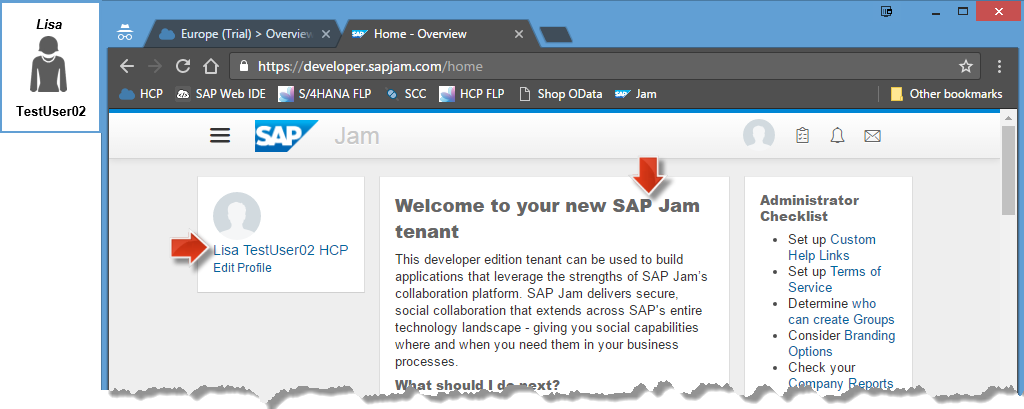 Lisa
TestUser02
Europe (Trial) > Overview
Home - Overview
https://developer.sapjam.com/home
HCP
SAP Web IDE
S/4HANA FLP
SCC
HCP FLP
Shop OData
Jam
Other bookmarks
SAP Jam
Lisa TestUser02 HCP
Edit Profile
Welcome to your new SAP Jam
tenant
This developer edition tenant can be used to build
applications that leverage the strengths of SAP Jam's
collaboration platform. SAP Jam delivers secure,
social collaboration that extends across SAP's entire
technology landscape - giving you social capabilities
where and when you need them in your business
processes.
What should I do next?
Administrator
Checklist
Set up Custom
Help Links
Set up Terms of
Service
Determine who
can create Groups
Consider Branding
Options
Check your
Company Reports